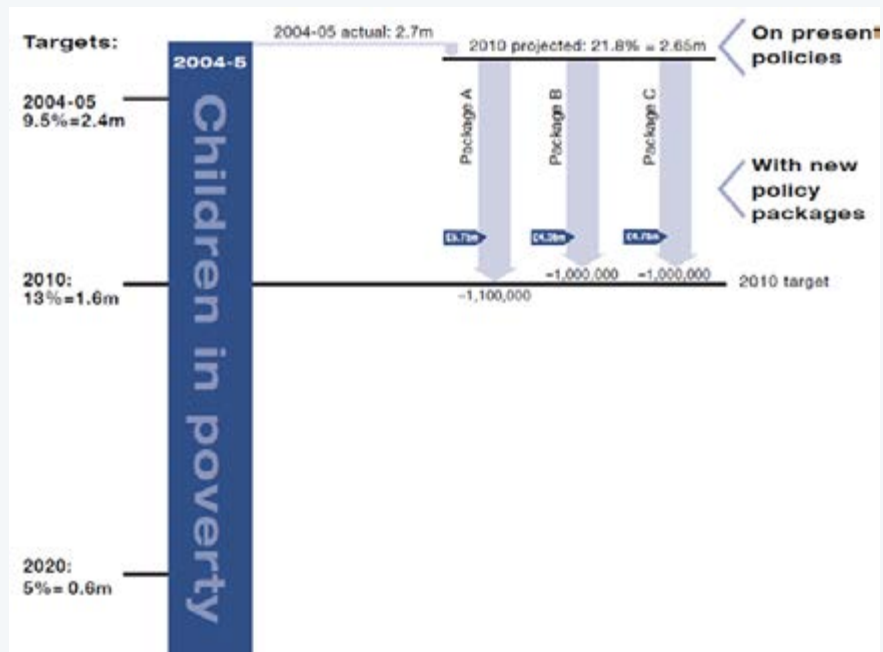 Targets:
2004-05
9.5%=2.4m
2010:
13%=1.6m
2020:
5%= 0.6m
2004-5
Children in poverty
2004-05 actual: 2.7m
2010 projected: 21.8% = 2.65m
On present
policies
Package A
Package B
Package C
With new
policy
packages
−1,100,000
−1,000,000
−1,000,000
2010 target